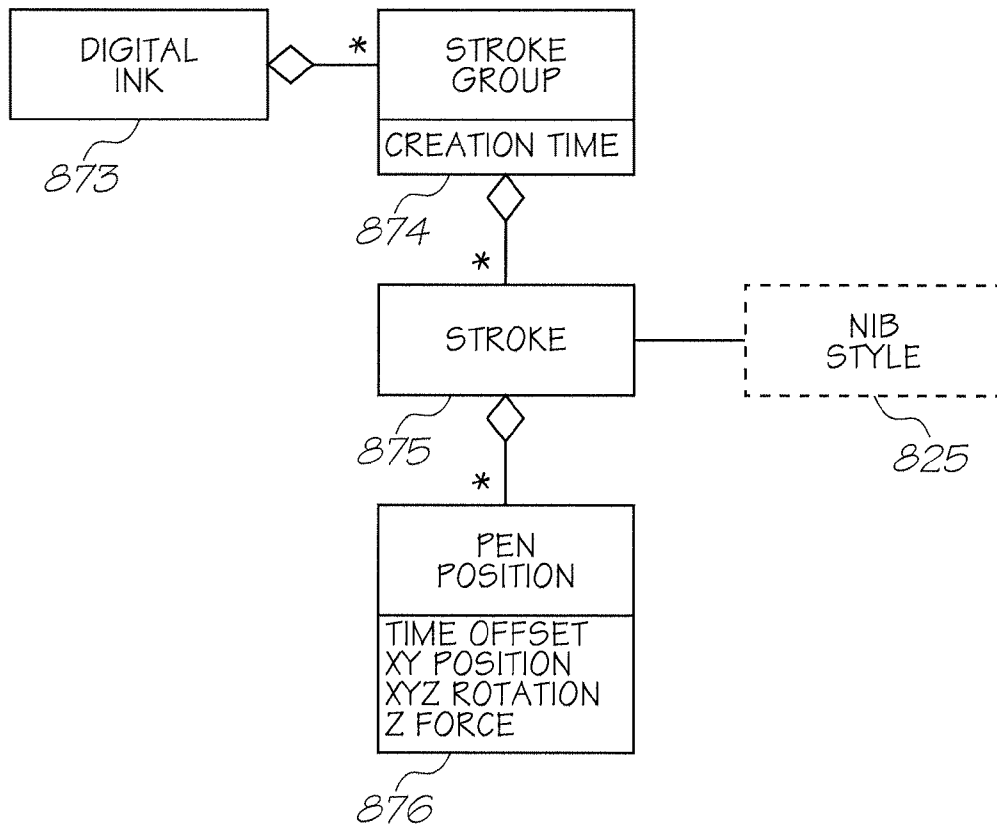 DIGITAL
INK
*
STROKE
GROUP
CREATION TIME
873
874
*
STROKE
NIB
STYLE
875
825
*
PEN
POSITION
TIME OFFSET
XY POSITION
XYZ ROTATION
Z FORCE
876